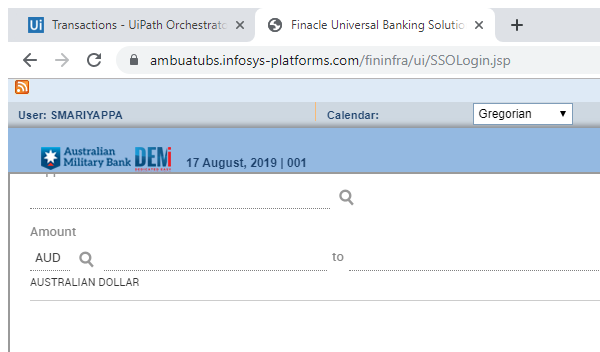 Ui Transactions - UiPath Orchestrato
Finacle Universal Banking Solutio
ambuatubs.infosys-platforms.com/fininfra/ui/SSOLogin.jsp
User: SMARIYAPPA Calendar: Gregorian
Australian Military Bank
17 August, 2019 | 001
Amount
AUD to
AUSTRALIAN DOLLAR